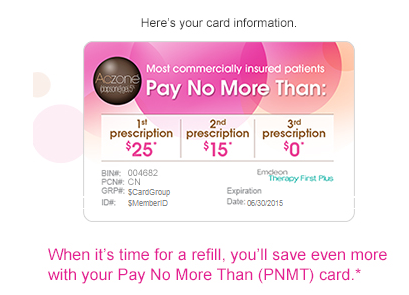 Here's your card information.
Aczone®
(dapsone) gel 5%
Most commercially insured patients
Pay No More Than:
1st
prescription
$25*
2nd
prescription
$15*
3rd
prescription
$0*
BIN#: 004682
PCN#: CN
GRP#: $CardGroup
ID#: $MemberID
Emdeon
Therapy First Plus
Expiration
Date: 06/30/2015
When it's time for a refill, you'll save even more
with your Pay No More Than (PNMT) card.*